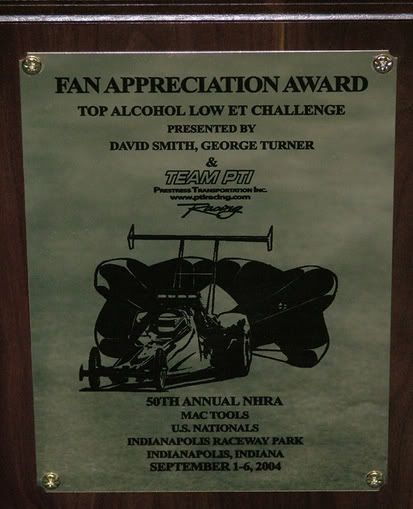 FAN APPRECIATION AWARD
TOP ALCOHOL LOW ET CHALLENGE
PRESENTED BY
DAVID SMITH, GEORGE TURNER
&
TEAM PTI
PRESTRESS TRANSPORTATION INC.
www.ptiracing.com
Racing
50TH ANNUAL NHRA
MAC TOOLS
U.S. NATIONALS
INDIANAPOLIS RACEWAY PARK
INDIANAPOLIS, INDIANA
SEPTEMBER 1-6, 2004